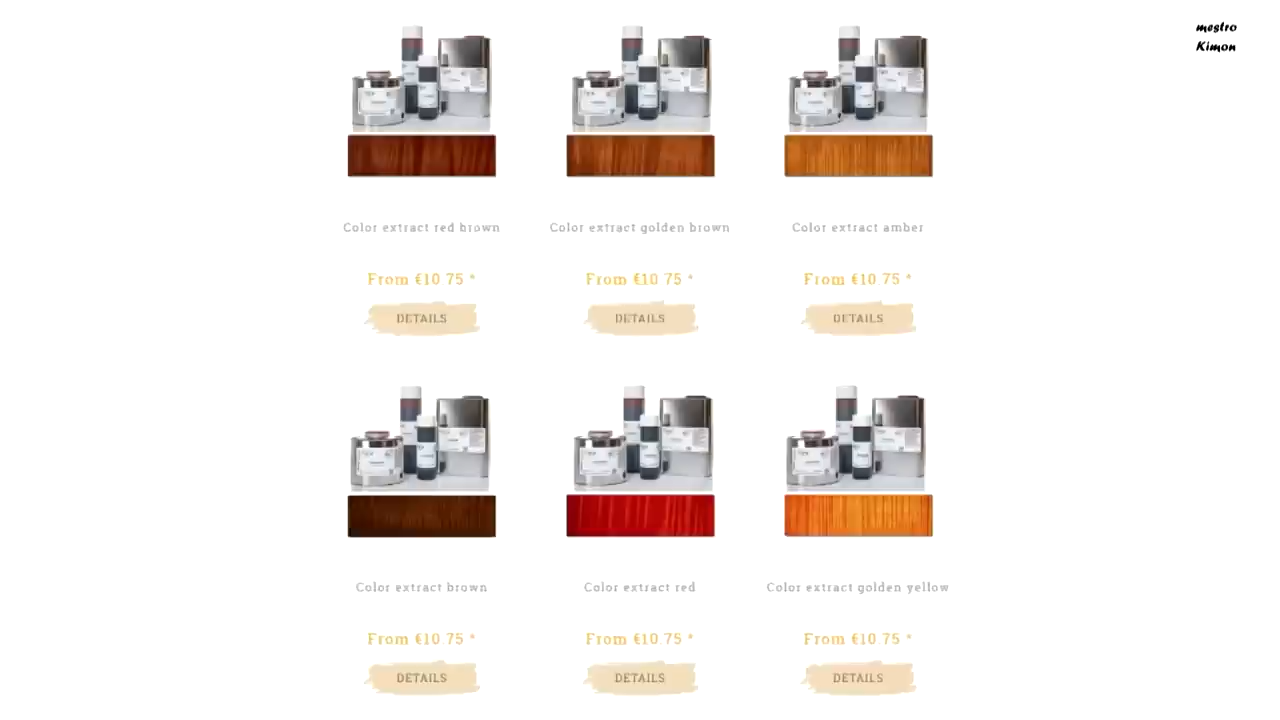 mestro
Kimon
Color extract red brown
Color extract golden brown
Color extract amber
From €10.75 *
From €10.75 *
From €10.75 *
DETAILS
DETAILS
DETAILS
Color extract brown
Color extract red
Color extract golden yellow
From €10.75 *
From €10.75 *
From €10.75 *
DETAILS
DETAILS
DETAILS